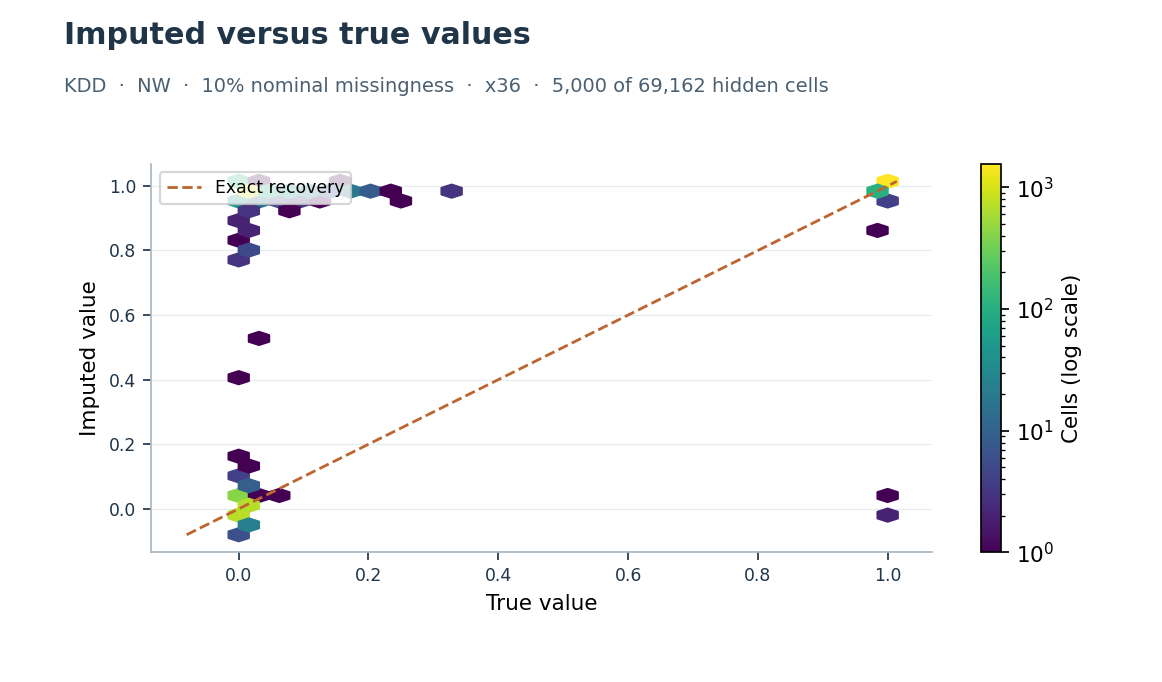 Imputed versus true values
KDD · NW · 10% nominal missingness · x36 · 5,000 of 69,162 hidden cells
Exact recovery
1.0
0.8
0.6
0.4
0.2
0.0
Imputed value
0.0 0.2 0.4 0.6 0.8 1.0
True value
10³
10²
10¹
10⁰
Cells (log scale)